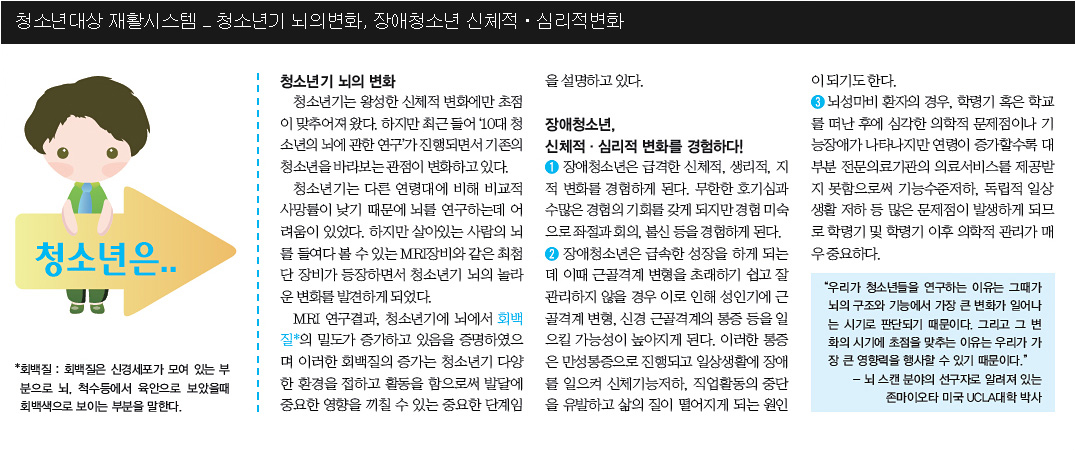 청소년대상 재활시스템 – 청소년기 뇌의변화, 장애청소년 신체적·심리적변화
청소년은..
*회백질 : 회백질은 신경세포가 모여 있는 부
분으로 뇌, 척수등에서 육안으로 보았을때
회백색으로 보이는 부분을 말한다.
청소년기 뇌의 변화
청소년기는 왕성한 신체적 변화에만 초점
이 맞추어져 왔다. 하지만 최근 들어 ‘10대 청
소년의 뇌에 관한 연구’가 진행되면서 기존의
청소년을 바라보는 관점이 변화하고 있다.
청소년기는 다른 연령대에 비해 비교적
사망률이 낮기 때문에 뇌를 연구하는데 어
려움이 있었다. 하지만 살아있는 사람의 뇌
를 들여다 볼 수 있는 MRI장비와 같은 최첨
단 장비가 등장하면서 청소년기 뇌의 놀라
운 변화를 발견하게 되었다.
MRI 연구결과, 청소년기에 뇌에서 회백
질*의 밀도가 증가하고 있음을 증명하였으
며 이러한 회백질의 증가는 청소년기 다양
한 환경을 접하고 활동을 함으로써 발달에
중요한 영향을 끼칠 수 있는 중요한 단계임
을 설명하고 있다.
장애청소년,
신체적·심리적 변화를 경험하다!
❶ 장애청소년은 급격한 신체적, 생리적, 지
적 변화를 경험하게 된다. 무한한 호기심과
수많은 경험의 기회를 갖게 되지만 경험 미숙
으로 좌절과 회의, 불신 등을 경험하게 된다.
❷ 장애청소년은 급속한 성장을 하게 되는
데 이때 근골격계 변형을 초래하기 쉽고 잘
관리하지 않을 경우 이로 인해 성인기에 근
골격계 변형, 신경 근골격계의 통증 등을 일
으킬 가능성이 높아지게 된다. 이러한 통증
은 만성통증으로 진행되고 일상생활에 장애
를 일으켜 신체기능저하, 직업활동의 중단
을 유발하고 삶의 질이 떨어지게 되는 원인
이 되기도 한다.
❸ 뇌성마비 환자의 경우, 학령기 혹은 학교
를 떠난 후에 심각한 의학적 문제점이나 기
능장애가 나타나지만 연령이 증가할수록 대
부분 전문의료기관의 의료서비스를 제공받
지 못함으로써 기능수준저하, 독립적 일상
생활 저하 등 많은 문제점이 발생하게 되므
로 학령기 및 학령기 이후 의학적 관리가 매
우 중요하다.
“우리가 청소년들을 연구하는 이유는 그때가
뇌의 구조와 기능에서 가장 큰 변화가 일어나
는 시기로 판단되기 때문이다. 그리고 그 변
화의 시기에 초점을 맞추는 이유는 우리가 가
장 큰 영향력을 행사할 수 있기 때문이다.”
– 뇌 스캔 분야의 선구자로 알려져 있는
존마이오타 미국 UCLA대학 박사